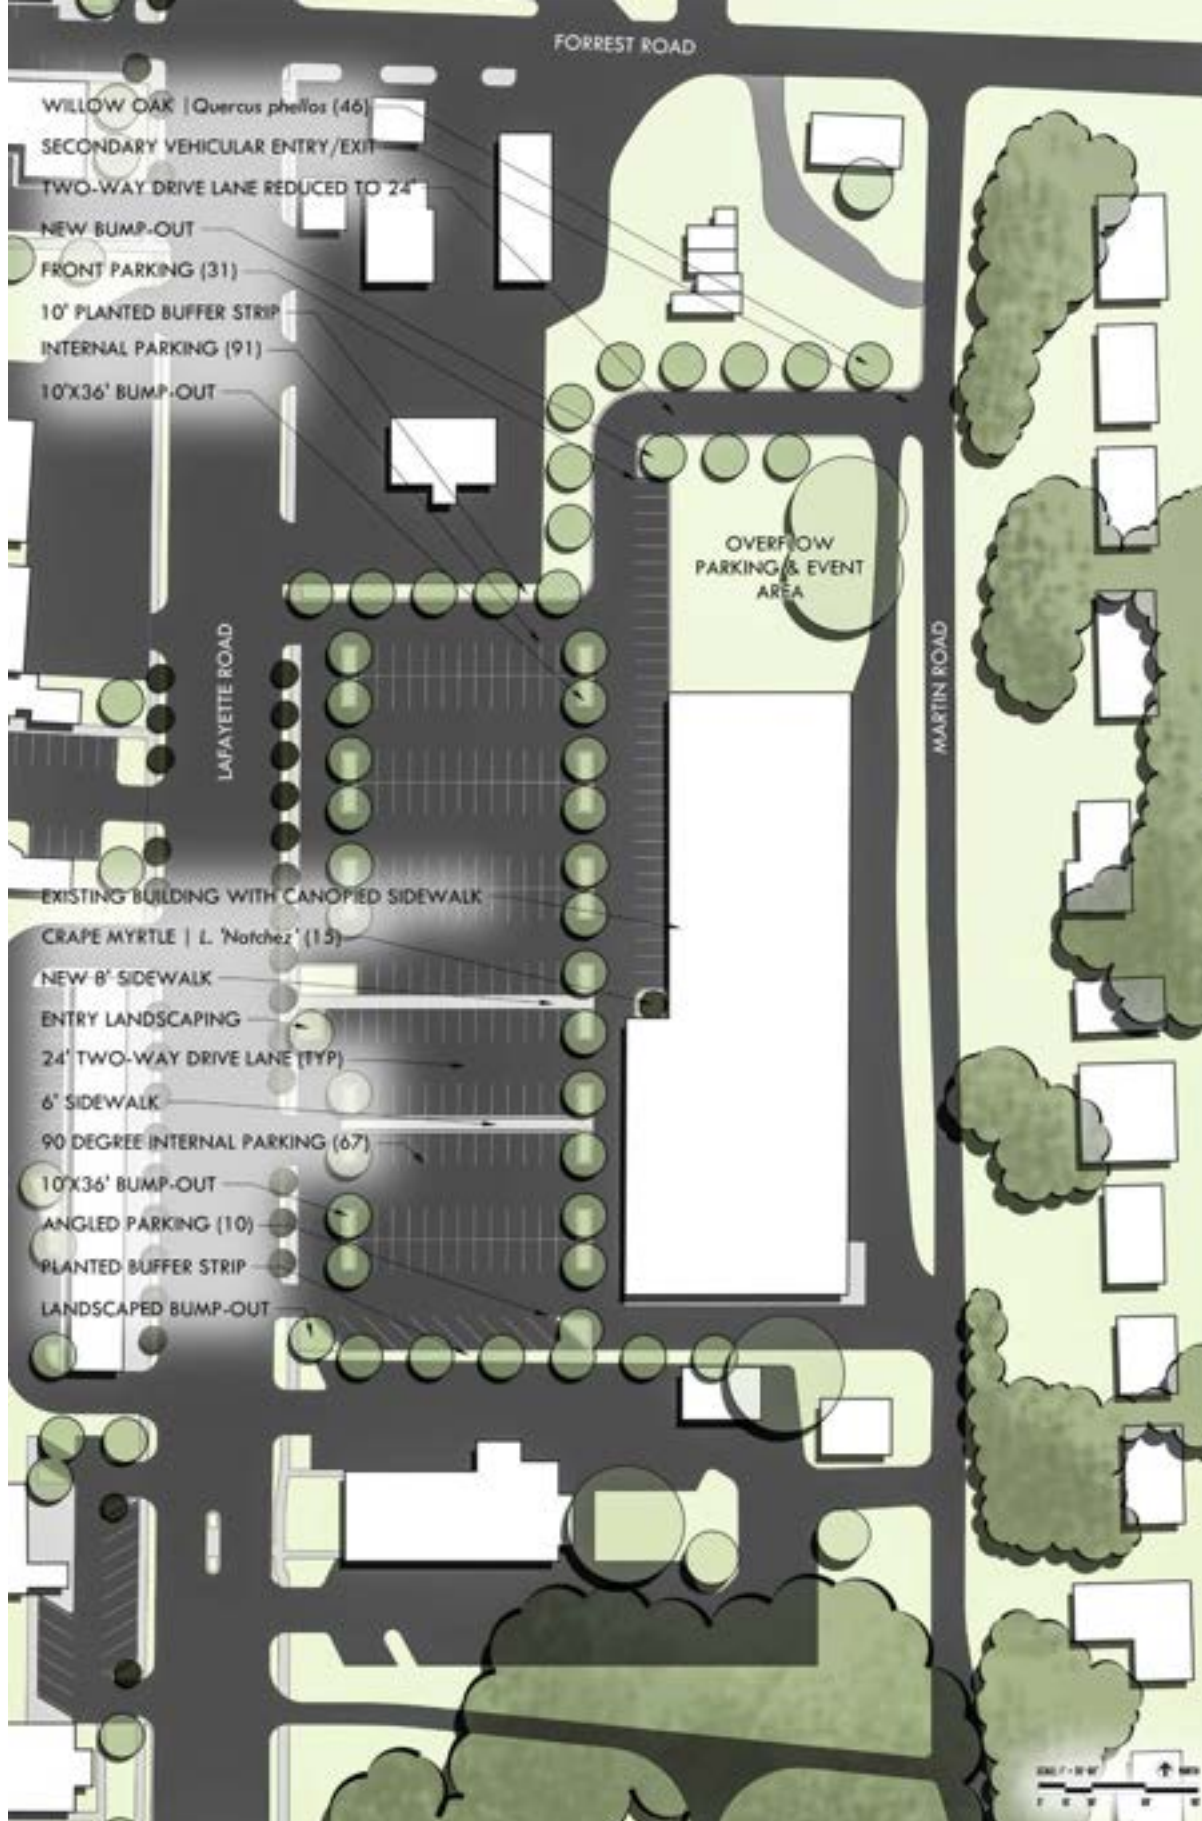 FORREST ROAD
WILLOW OAK | Quercus phellos (46)
SECONDARY VEHICULAR ENTRY/EXIT
TWO-WAY DRIVE LANE REDUCED TO 24'
NEW BUMP-OUT
FRONT PARKING (31)
10' PLANTED BUFFER STRIP
INTERNAL PARKING (91)
10'X36' BUMP-OUT
OVERFLOW
PARKING & EVENT
AREA
LAFAYETTE ROAD
MARTIN ROAD
EXISTING BUILDING WITH CANOPIED SIDEWALK
CRAPE MYRTLE | L. 'Natchez' (15)
NEW 8' SIDEWALK
ENTRY LANDSCAPING
24' TWO-WAY DRIVE LANE (TYP)
6' SIDEWALK
90 DEGREE INTERNAL PARKING (67)
10'X36' BUMP-OUT
ANGLED PARKING (10)
PLANTED BUFFER STRIP
LANDSCAPED BUMP-OUT
NORTH